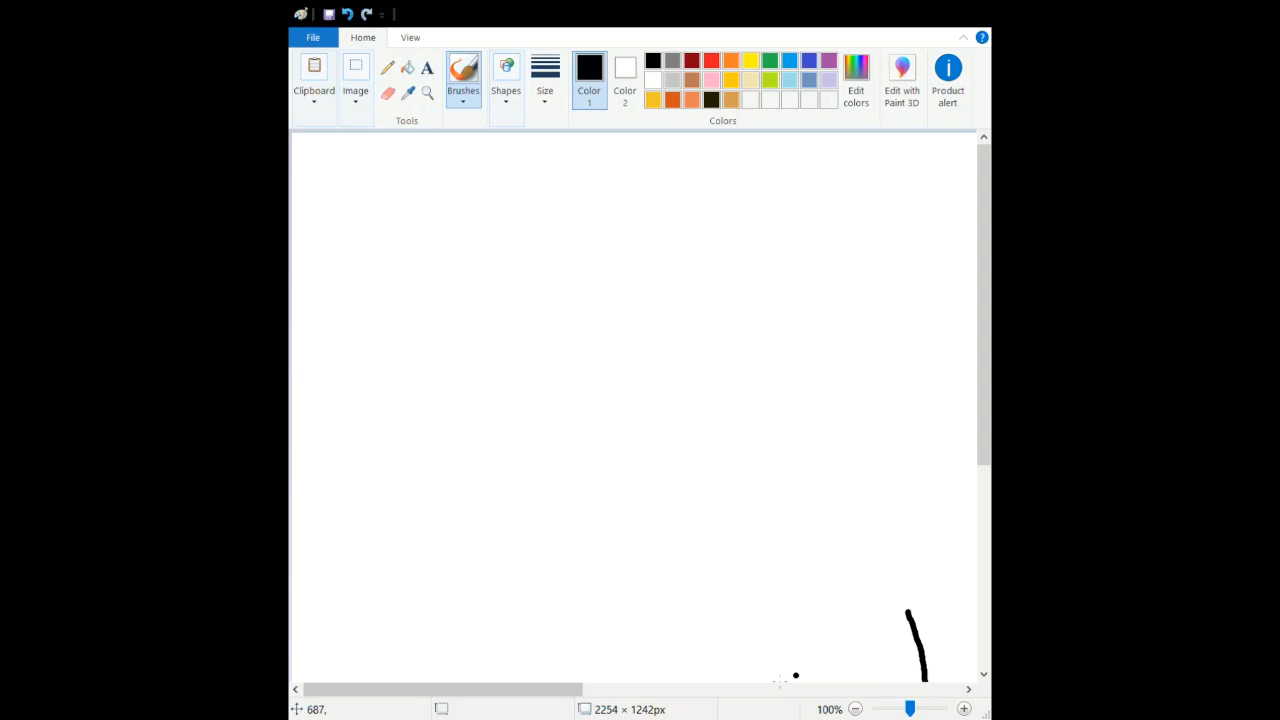 File Home View
Clipboard Image Tools Brushes Shapes Size Color 1 Color 2 Colors Edit colors Edit with Paint 3D Product alert
687, 2254 × 1242px 100%